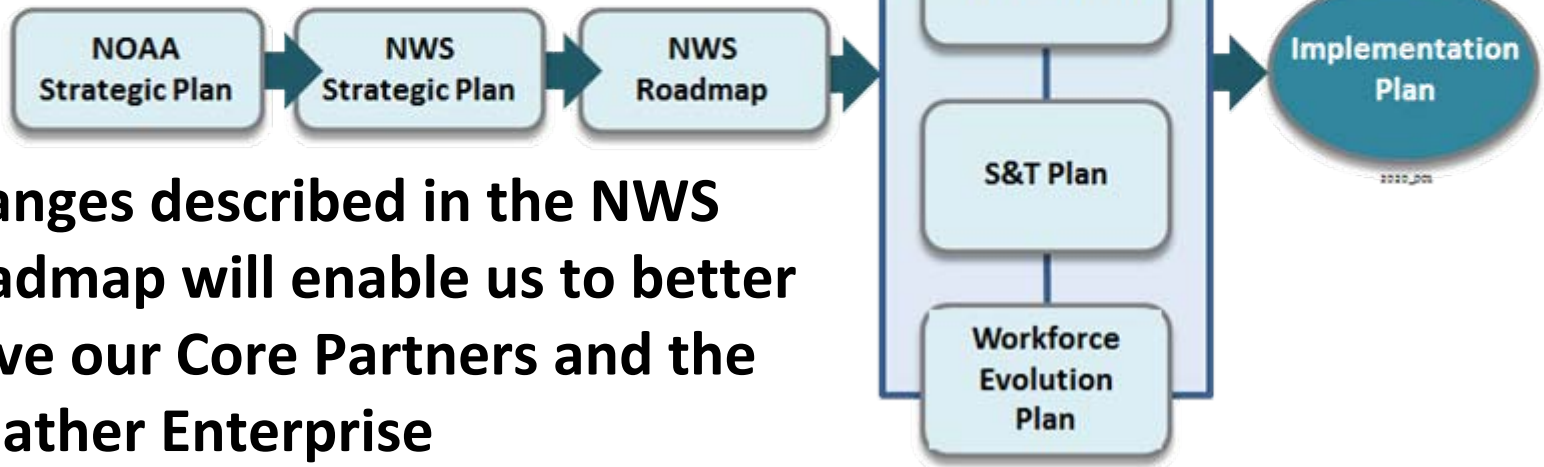 NOAA
Strategic Plan
NWS
Strategic Plan
NWS
Roadmap
Implementation
Plan
S&T Plan
Workforce
Evolution
Plan
anges described in the NWS
admap will enable us to better
ve our Core Partners and the
ather Enterprise